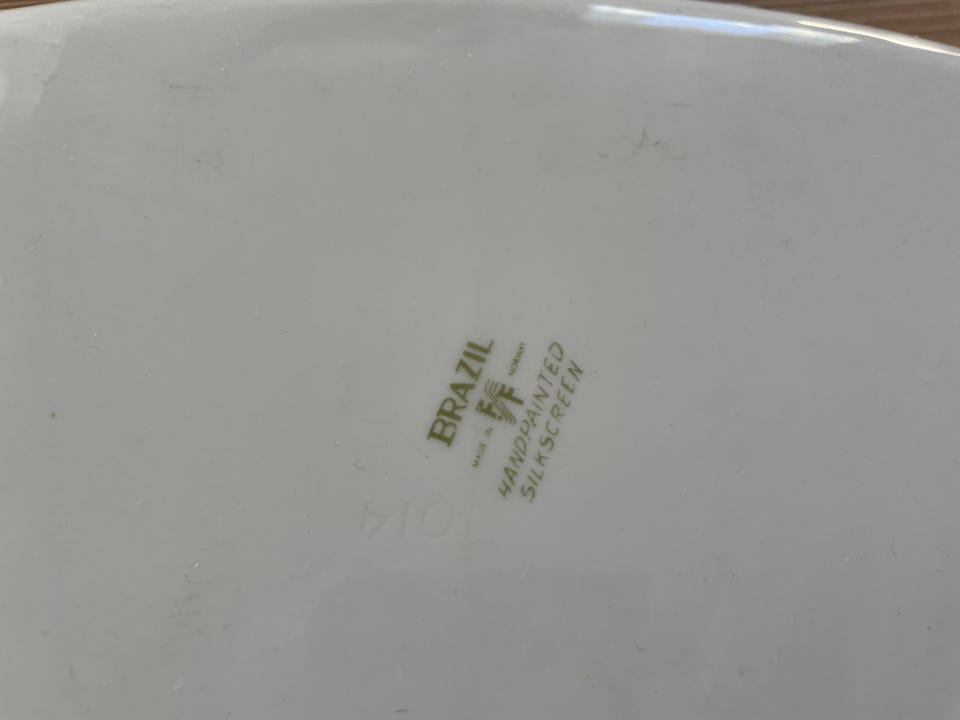 BRAZIL
MADE IN F F NORWAY
HANDPAINTED
SILKSCREEN
1014